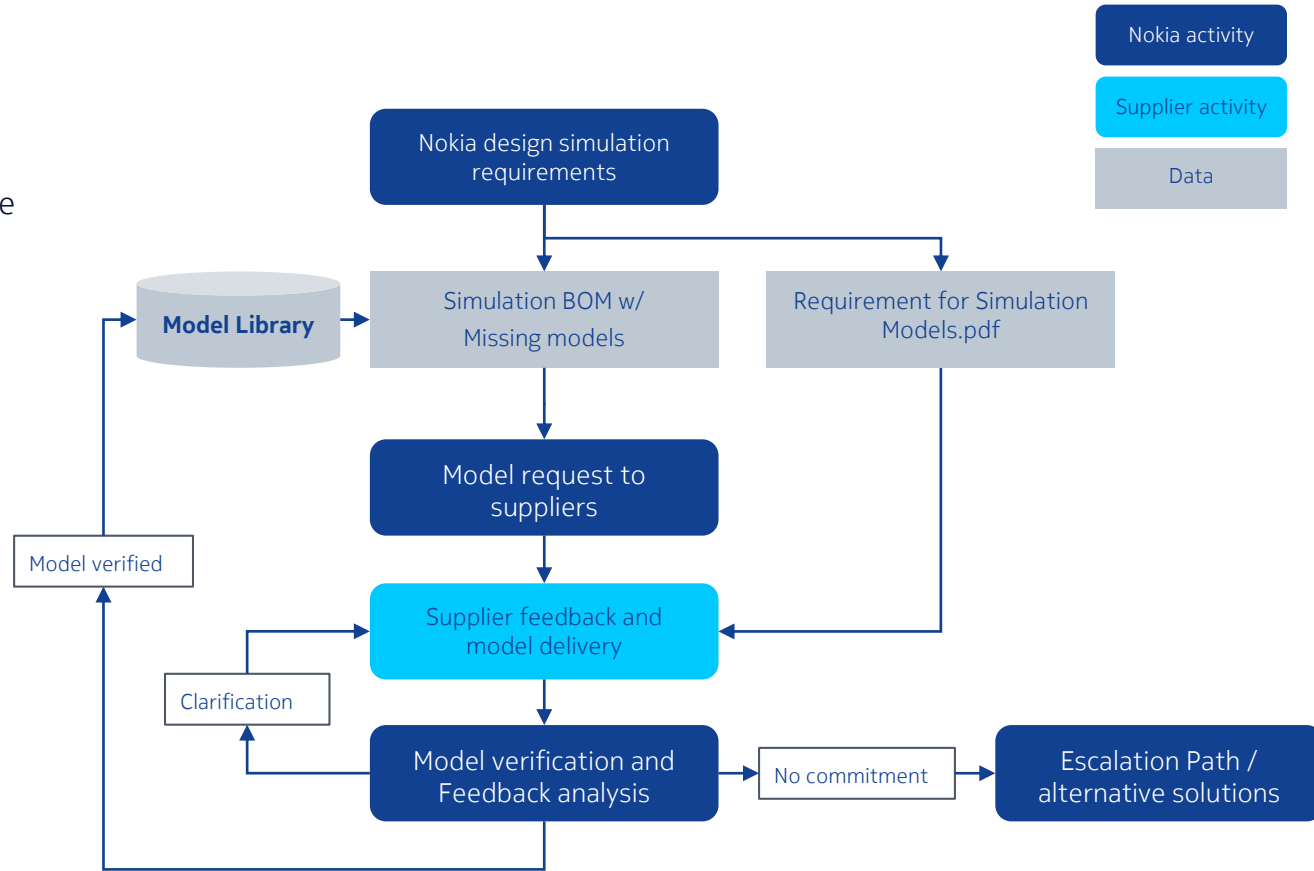 Nokia activity
Supplier activity
Data
Nokia design simulation
requirements
e
Model Library
Simulation BOM w/
Missing models
Requirement for Simulation
Models.pdf
Model request to
suppliers
Model verified
Supplier feedback and
model delivery
Clarification
Model verification and
Feedback analysis
No commitment
Escalation Path /
alternative solutions